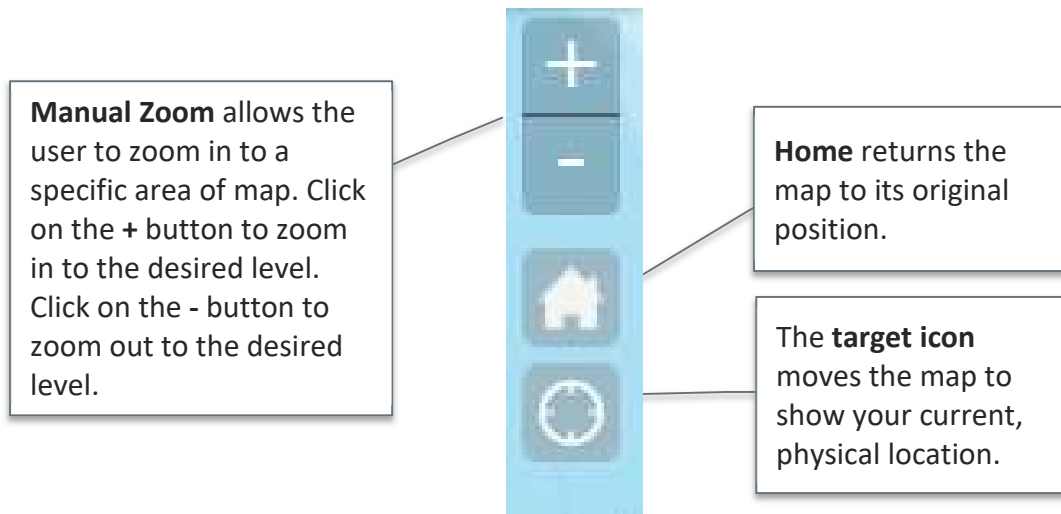 Manual Zoom allows the
user to zoom in to a
specific area of map. Click
on the + button to zoom
in to the desired level.
Click on the - button to
zoom out to the desired
level.
+
-
Home returns the
map to its original
position.
The target icon
moves the map to
show your current,
physical location.